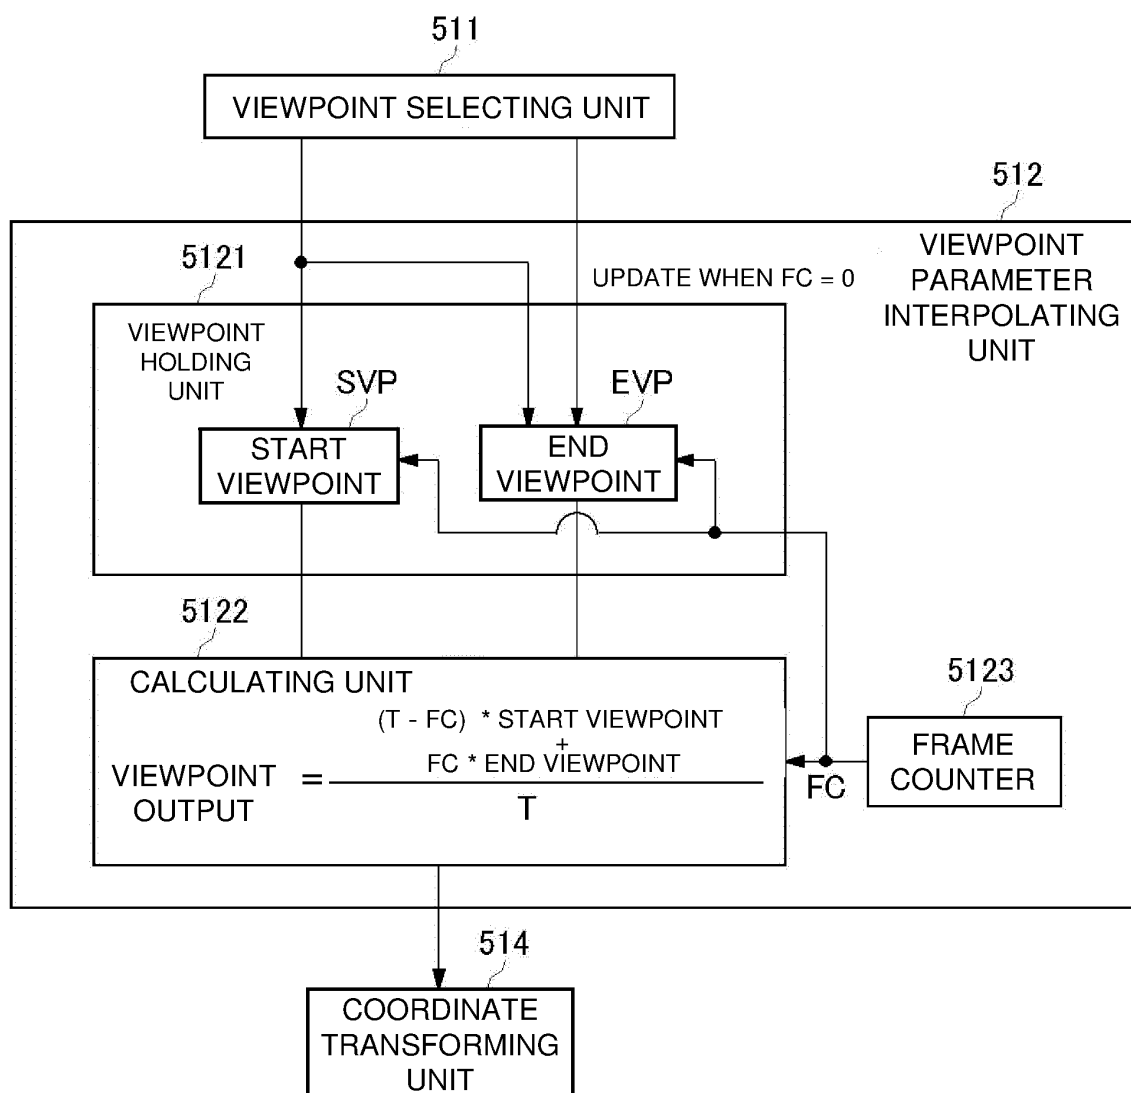 511
VIEWPOINT SELECTING UNIT
512
VIEWPOINT
PARAMETER
INTERPOLATING
UNIT
5121
UPDATE WHEN FC = 0
VIEWPOINT
HOLDING
UNIT
SVP
EVP
START
VIEWPOINT
END
VIEWPOINT
5122
CALCULATING UNIT
(T - FC) * START VIEWPOINT
+
FC * END VIEWPOINT
VIEWPOINT
OUTPUT
=
T
5123
FRAME
COUNTER
FC
514
COORDINATE
TRANSFORMING
UNIT